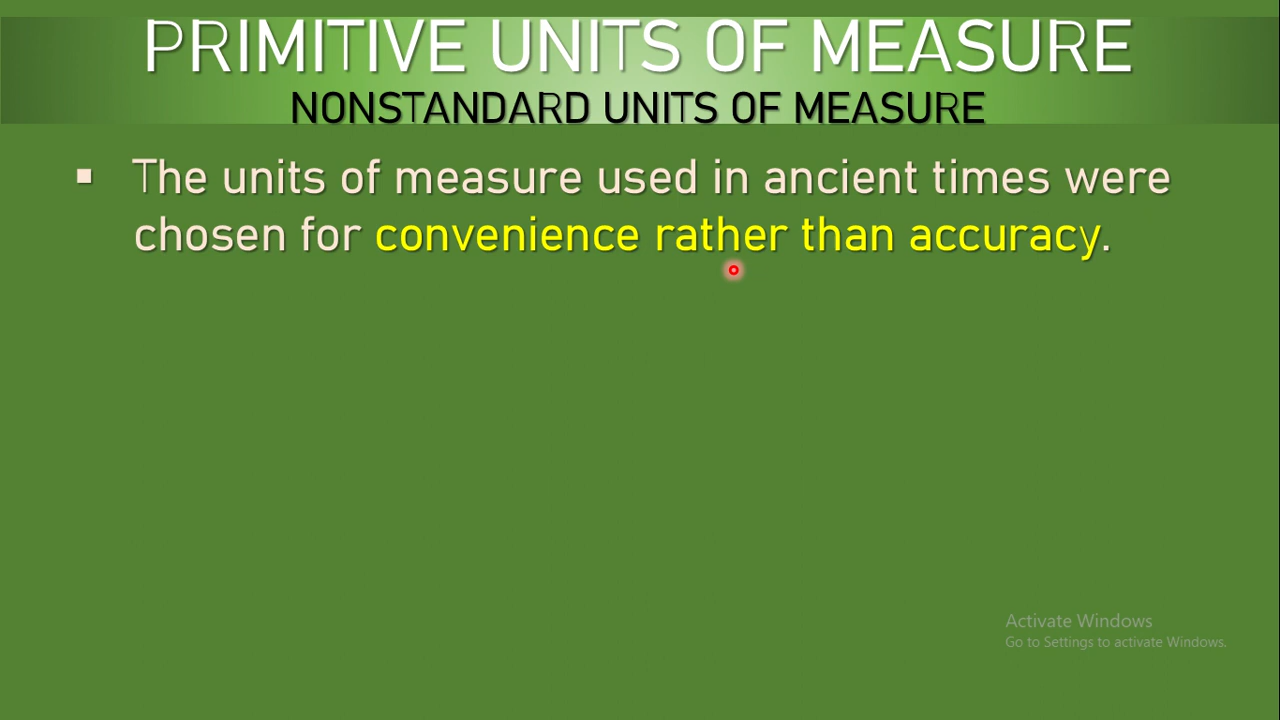 PRIMITIVE UNITS OF MEASURE
NONSTANDARD UNITS OF MEASURE
▪ The units of measure used in ancient times were
chosen for convenience rather than accuracy.
Activate Windows
Go to Settings to activate Windows.